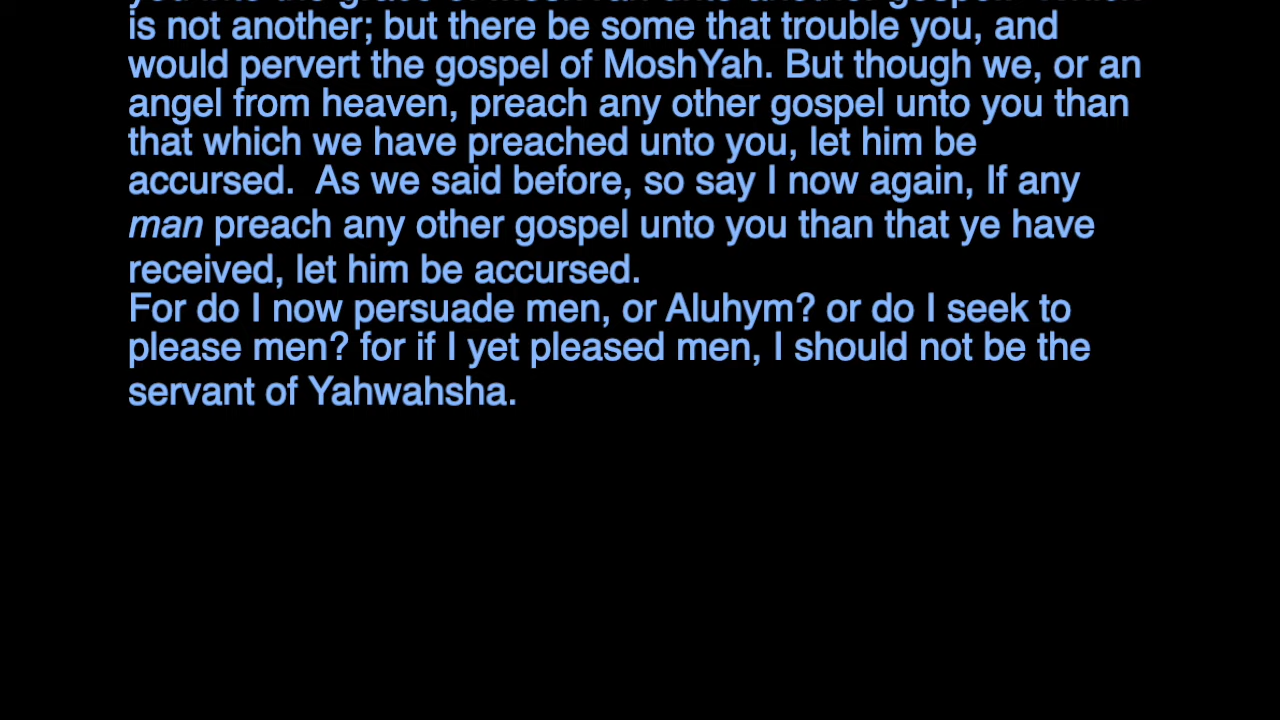 is not another; but there be some that trouble you, and
would pervert the gospel of MoshYah. But though we, or an
angel from heaven, preach any other gospel unto you than
that which we have preached unto you, let him be
accursed.  As we said before, so say I now again, If any
man preach any other gospel unto you than that ye have
received, let him be accursed.
For do I now persuade men, or Aluhym? or do I seek to
please men? for if I yet pleased men, I should not be the
servant of Yahwahsha.